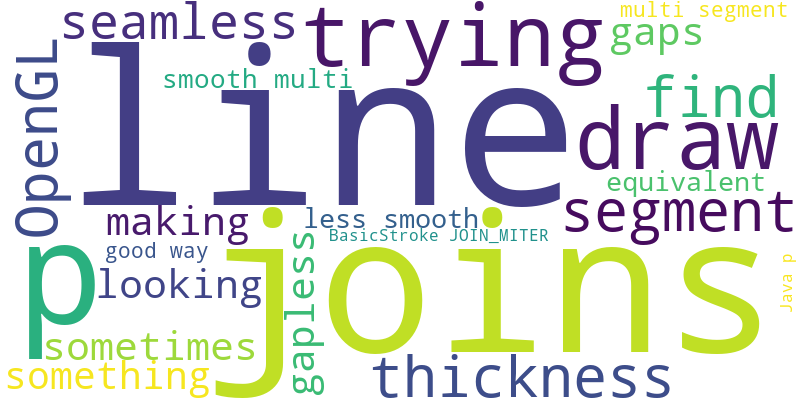 multi segment
seamless
trying
gaps
OpenGL
line
smooth multi
find
draw
equivalent
segment
making
less smooth
BasicStroke JOIN_MITER
good way
p
joins
gapless
looking
Java p
sometimes
something
thickness